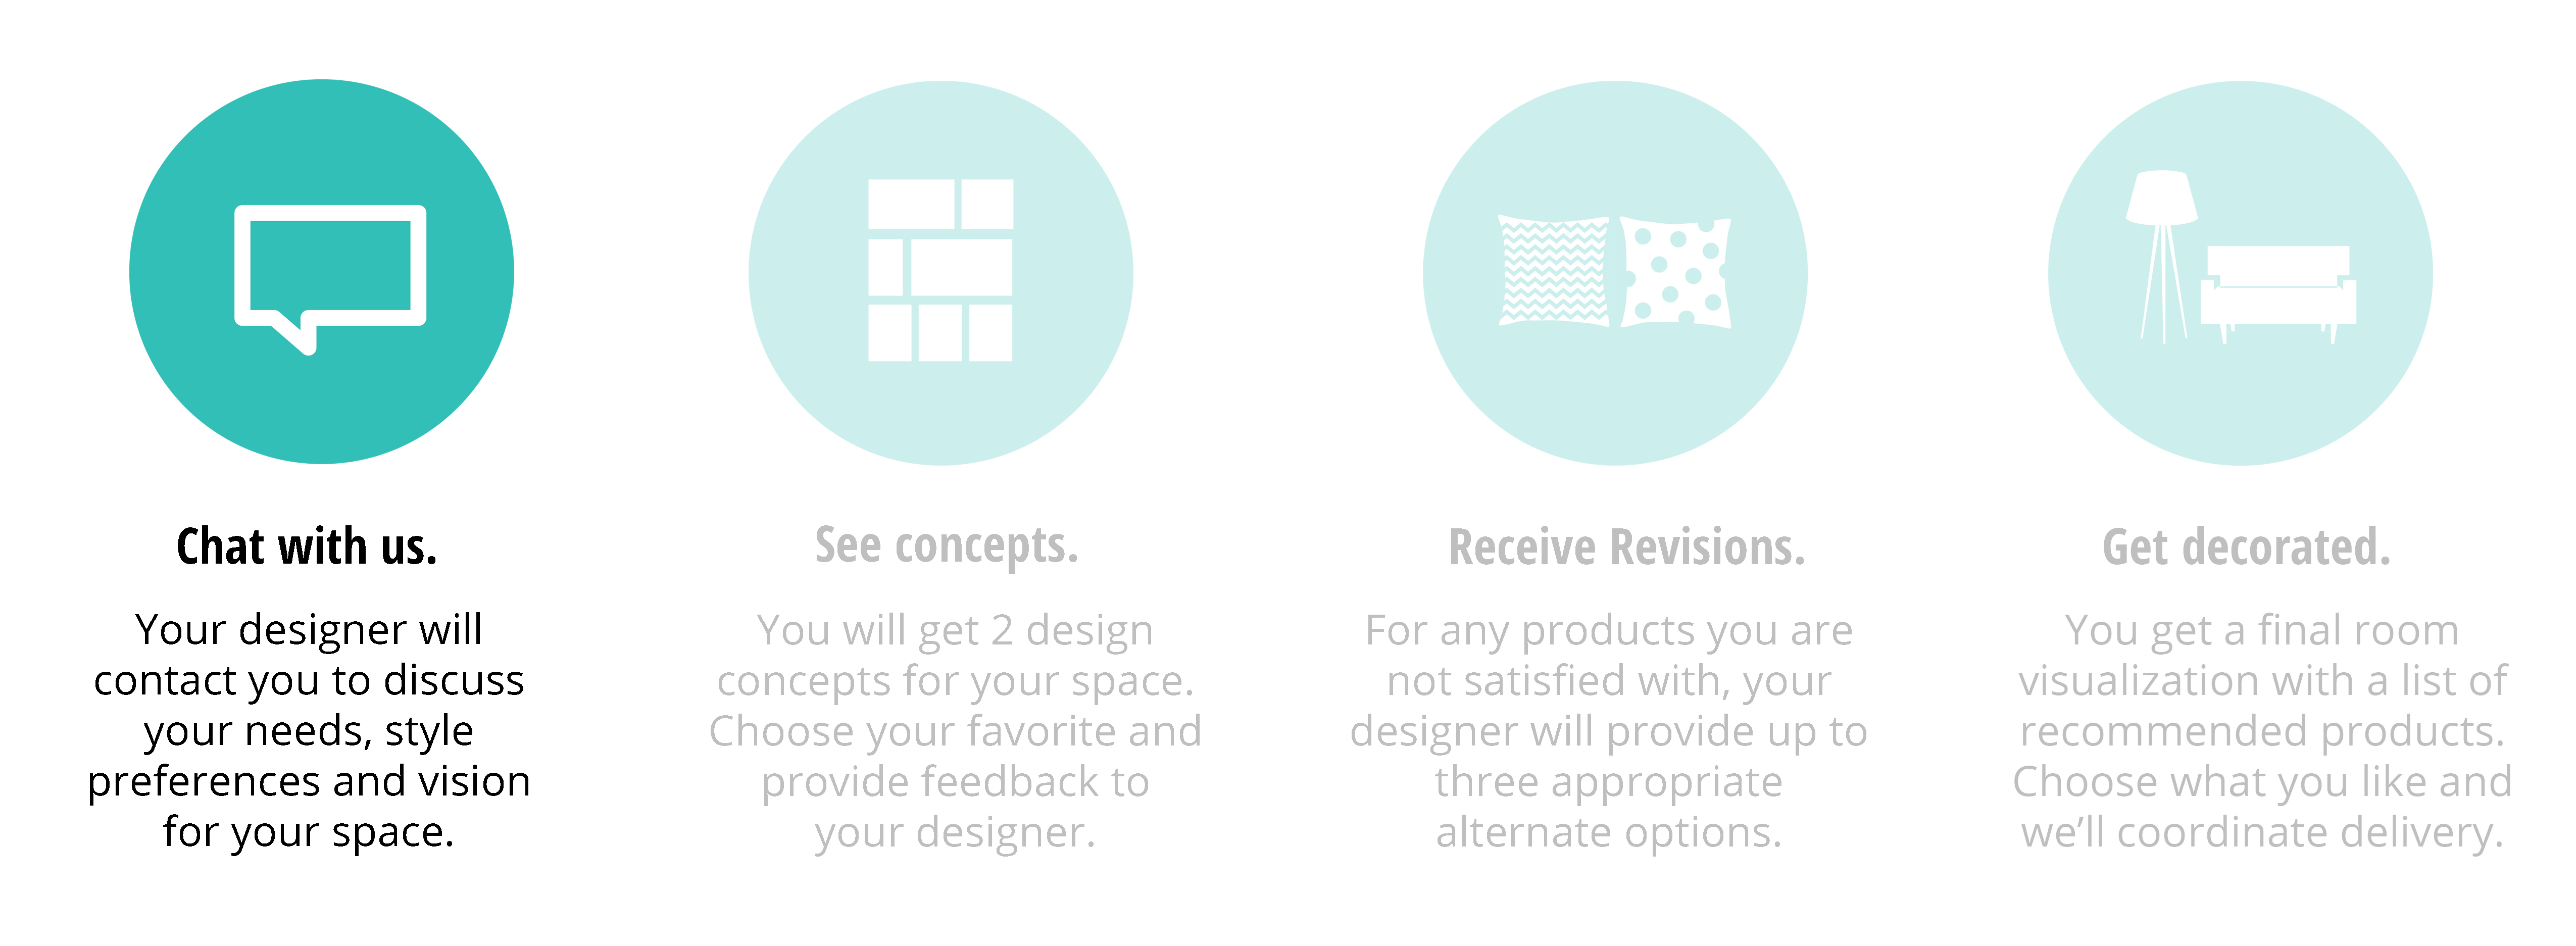 Chat with us.
Your designer will
contact you to discuss
your needs, style
preferences and vision
for your space.
See concepts.
You will get 2 design
concepts for your space.
Choose your favorite and
provide feedback to
your designer.
Receive Revisions.
For any products you are
not satisfied with, your
designer will provide up to
three appropriate
alternate options.
Get decorated.
You get a final room
visualization with a list of
recommended products.
Choose what you like and
we’ll coordinate delivery.